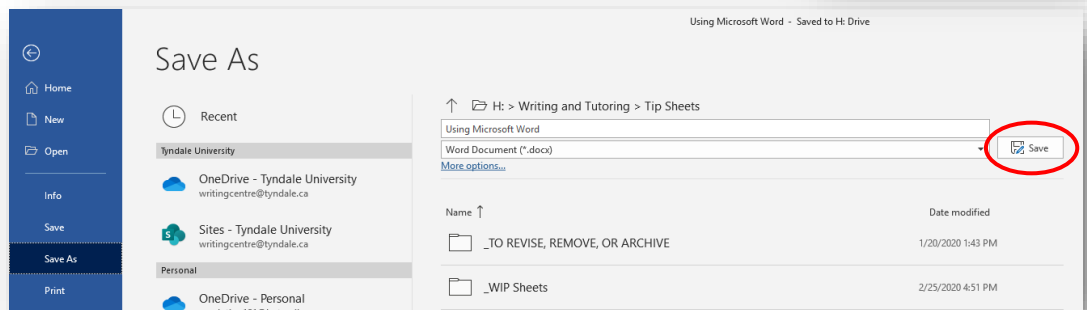 Using Microsoft Word - Saved to H: Drive
Home
New
Open
Info
Save
Save As
Print
Save As
Recent
Tyndale University
OneDrive - Tyndale University
writingcentre@tyndale.ca
Sites - Tyndale University
writingcentre@tyndale.ca
Personal
OneDrive - Personal
H: > Writing and Tutoring > Tip Sheets
Using Microsoft Word
Word Document (*.docx)
Save
More options...
Name Date modified
_TO REVISE, REMOVE, OR ARCHIVE 1/20/2020 1:43 PM
_WIP Sheets 2/25/2020 4:51 PM